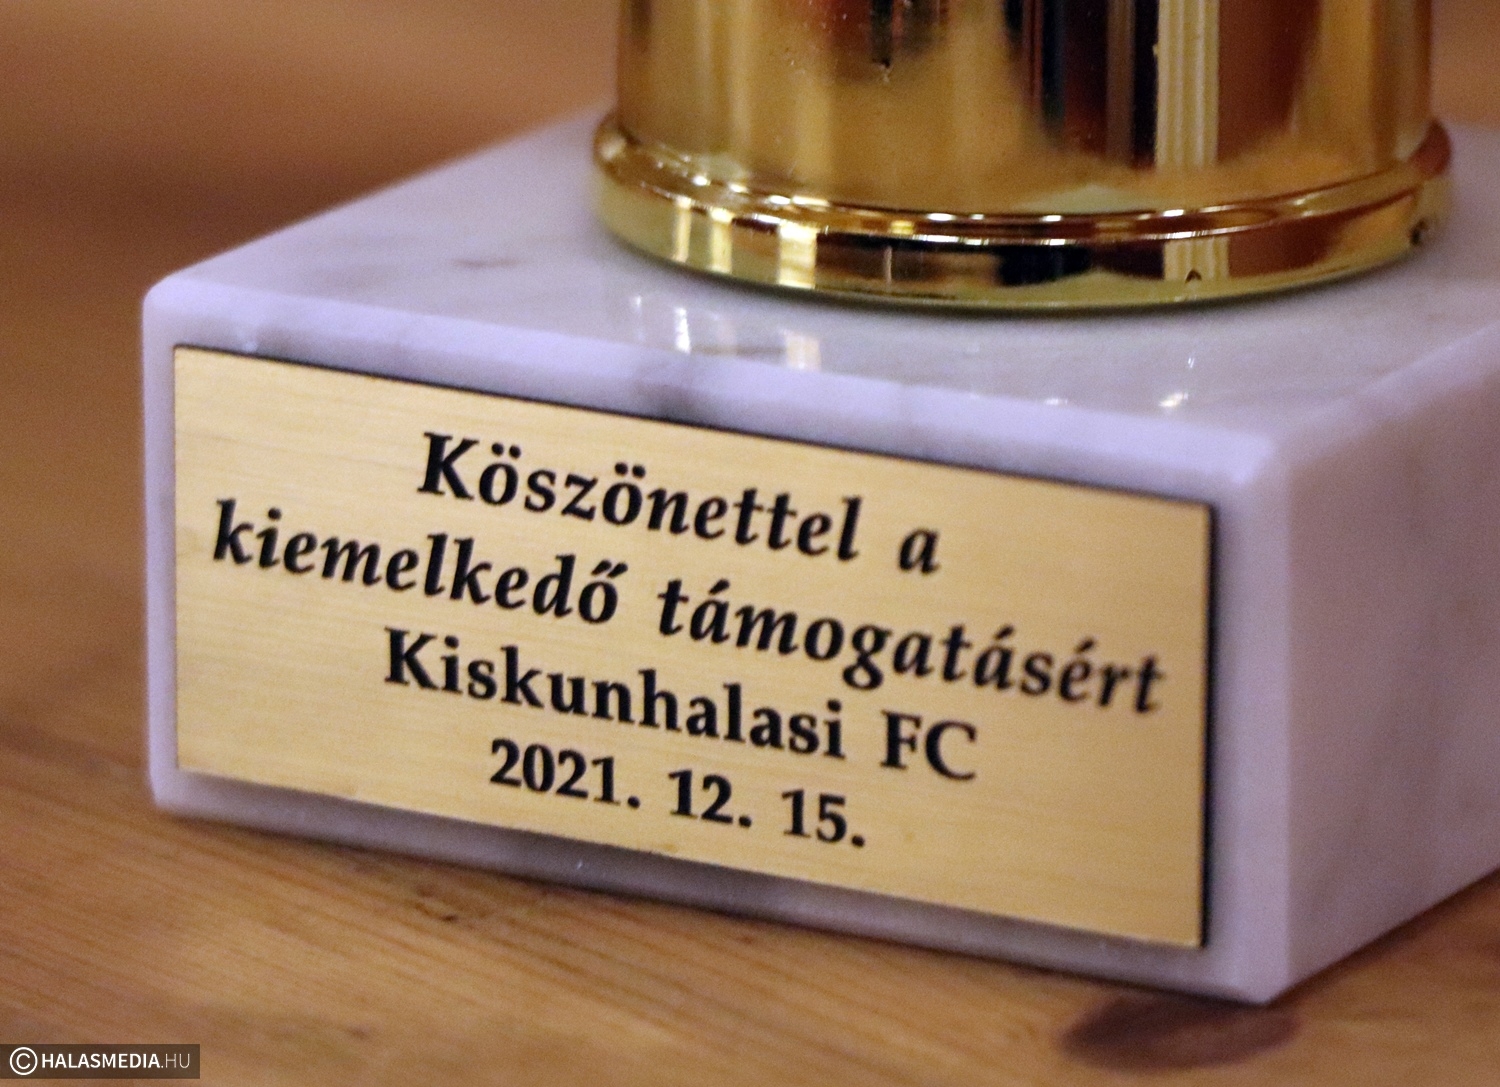 Köszönettel a
kiemelkedő támogatásért
Kiskunhalasi FC
2021. 12. 15.
©HALASMEDIA.HU